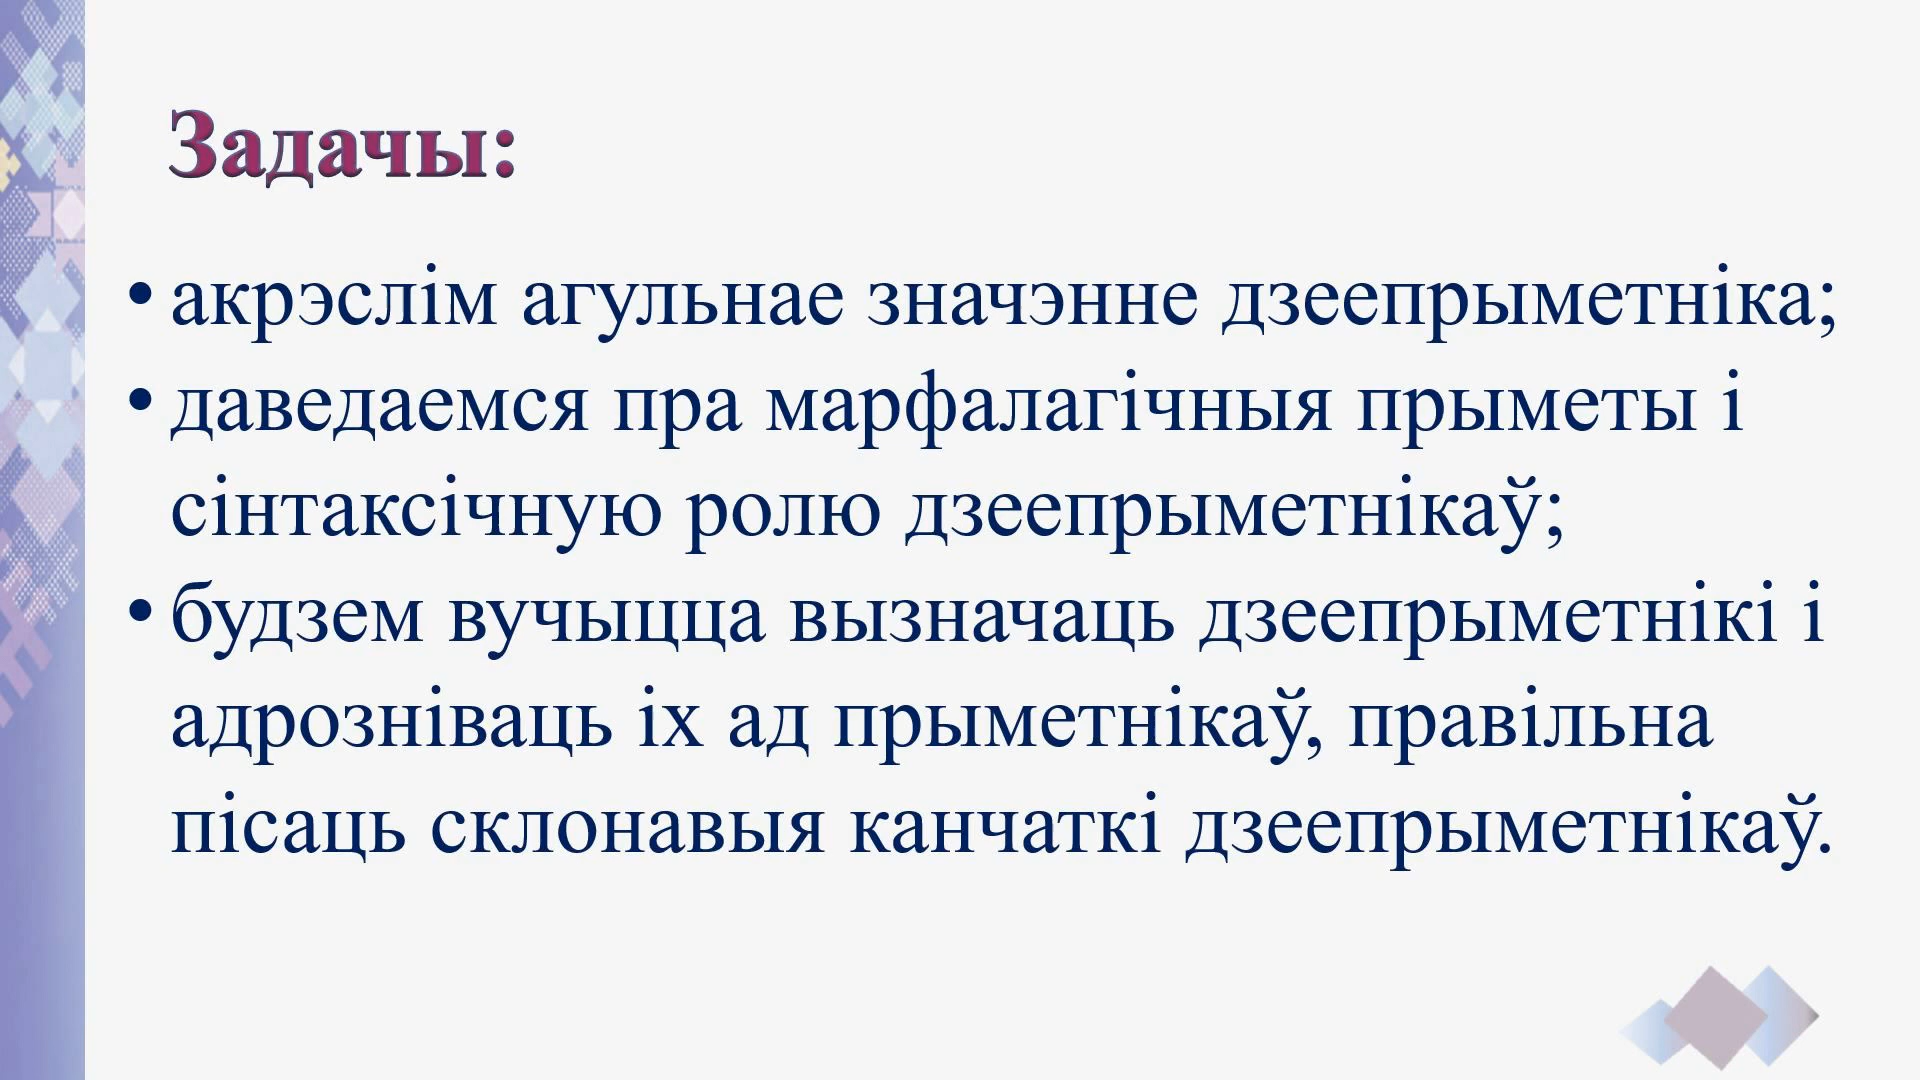 Задачы:
• акрэслім агульнае значэнне дзеепрыметніка;
• даведаемся пра марфалагічныя прыметы і
сінтаксічную ролю дзеепрыметнікаў;
• будзем вучыцца вызначаць дзеепрыметнікі і
адрозніваць іх ад прыметнікаў, правільна
пісаць склонавыя канчаткі дзеепрыметнікаў.